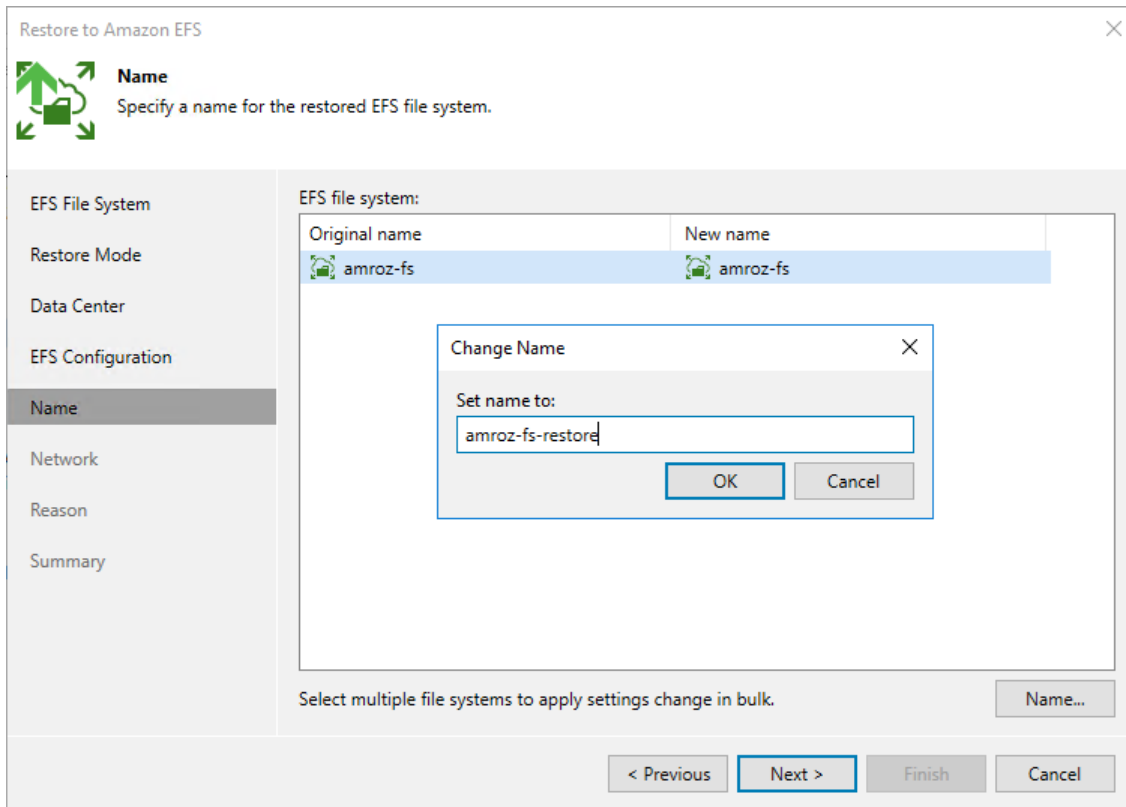 Restore to Amazon EFS
Name
Specify a name for the restored EFS file system.
EFS File System
Restore Mode
Data Center
EFS Configuration
Name
Network
Reason
Summary
EFS file system:
Original name New name
amroz-fs amroz-fs
Change Name
Set name to:
amroz-fs-restore
OK Cancel
Select multiple file systems to apply settings change in bulk. Name...
< Previous Next > Finish Cancel